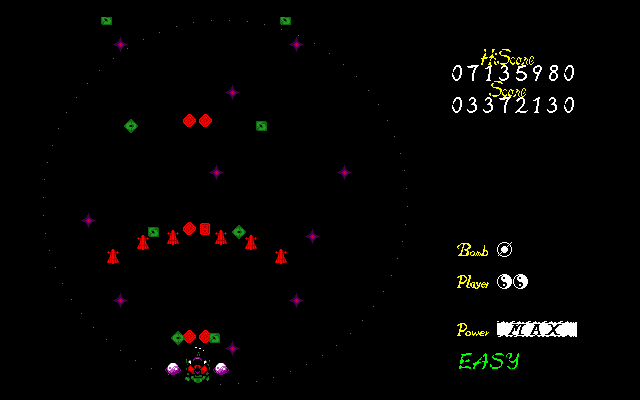 HiScore
07135980
Score
03372130
Bomb
Player
Power MAX
EASY